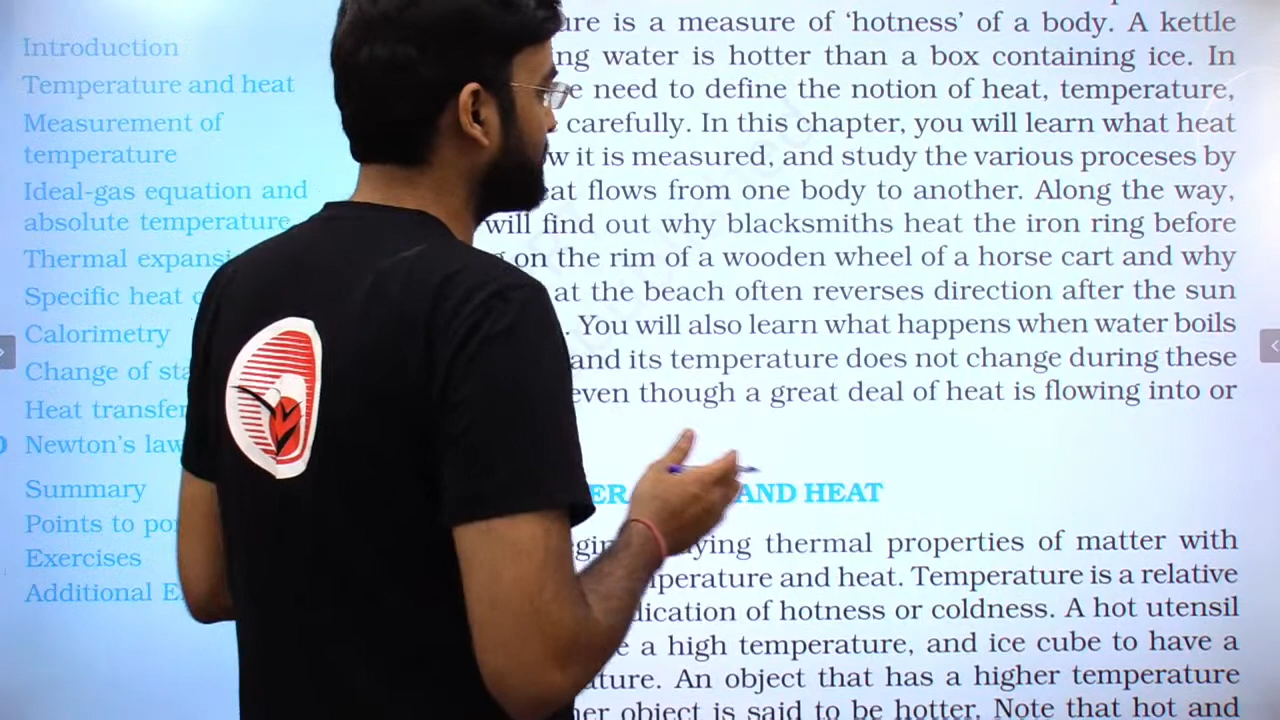 Introduction
Temperature and heat
Measurement of
temperature
Ideal-gas equation and
absolute temperature
Thermal expansi
Specific heat
Calorimetry
Change of sta
Heat transfer
Newton's law
Summary
Points to po
Exercises
Additional E
ure is a measure of ‘hotness’ of a body. A kettle
ng water is hotter than a box containing ice. In
e need to define the notion of heat, temperature,
carefully. In this chapter, you will learn what heat
w it is measured, and study the various proceses by
eat flows from one body to another. Along the way,
will find out why blacksmiths heat the iron ring before
g on the rim of a wooden wheel of a horse cart and why
at the beach often reverses direction after the sun
. You will also learn what happens when water boils
and its temperature does not change during these
even though a great deal of heat is flowing into or
ER AND HEAT
gin ying thermal properties of matter with
mperature and heat. Temperature is a relative
dication of hotness or coldness. A hot utensil
e a high temperature, and ice cube to have a
ature. An object that has a higher temperature
her object is said to be hotter. Note that hot and